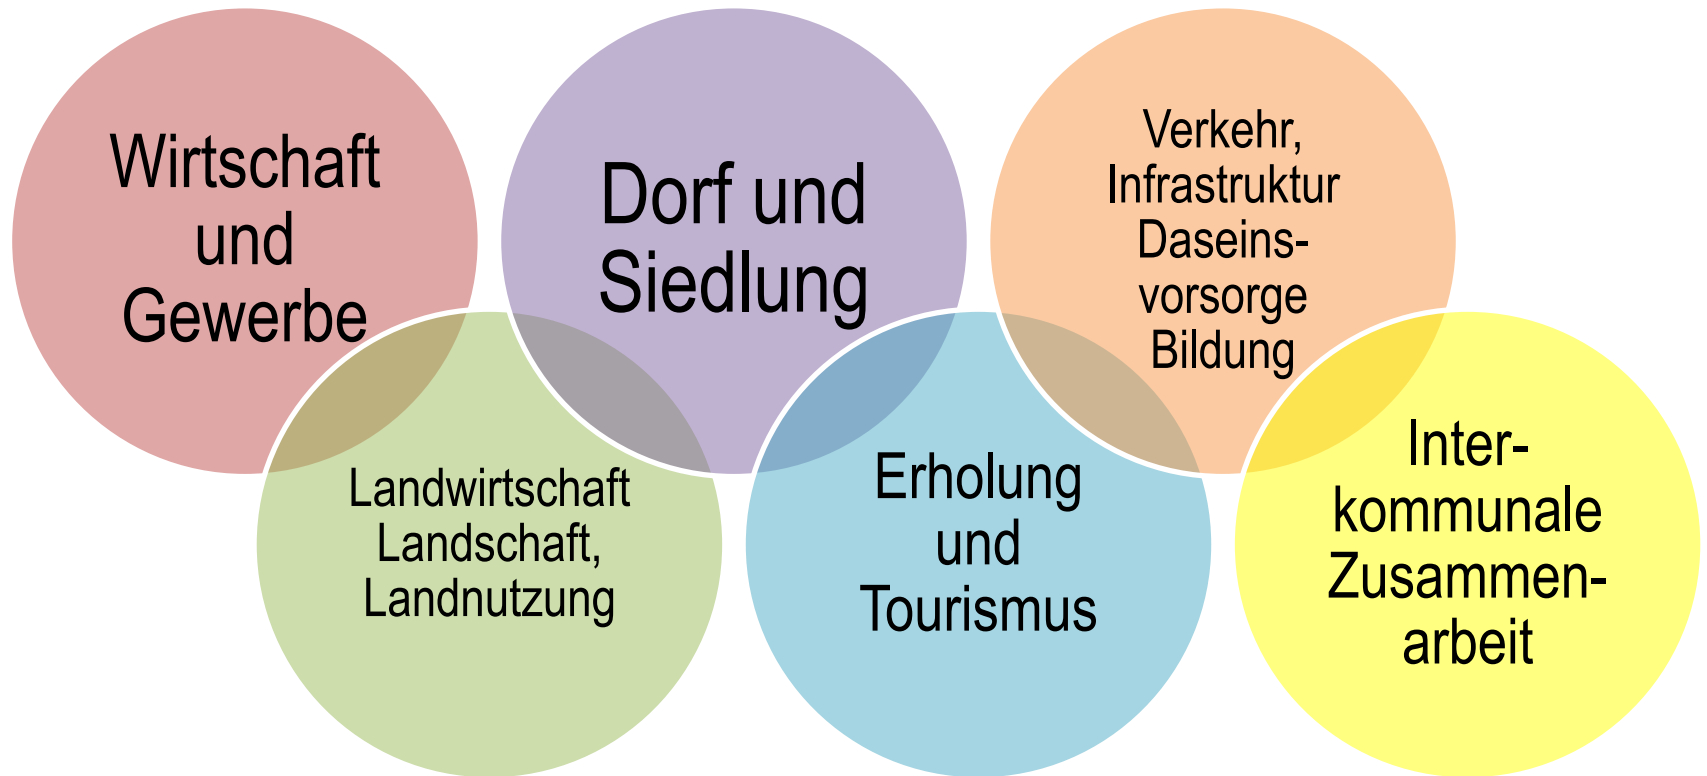 Wirtschaft
und
Gewerbe
Landwirtschaft
Landschaft,
Landnutzung
Dorf und
Siedlung
Erholung
und
Tourismus
Verkehr,
Infrastruktur
Daseins-
vorsorge
Bildung
Inter-
kommunale
Zusammen-
arbeit